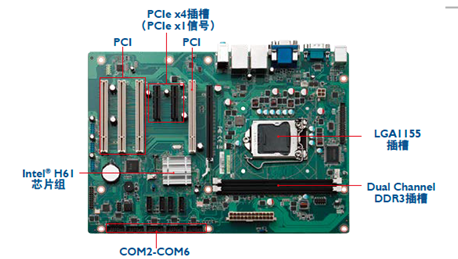 PCIe x4插槽
(PCIe x1信号)
PCI
PCI
LGA1155
插槽
Intel® H61
芯片组
Dual Channel
DDR3插槽
COM2-COM6